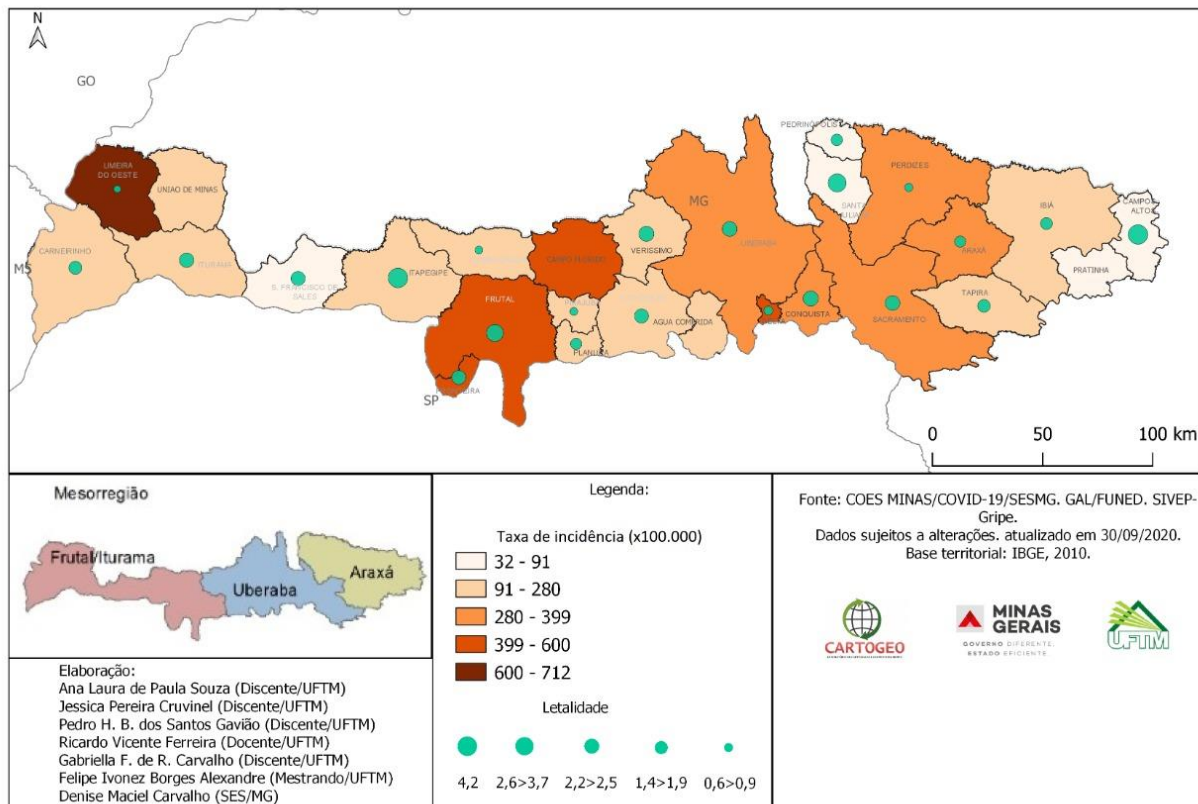 N
GO
PEDRINÓPOLIS
LIMEIRA
DO OESTE
UNIAO DE MINAS
PERDIZES
SANTA
JULIANA
IBIÁ
CAMPOS
ALTOS
MG
CARNEIRINHO
MS
ITURAMA
VERISSIMO
UBERABA
ARAXÁ
S. FRANCISCO DE
SALES
ITAPEGIPE
CAMPO FLORIDO
PRATINHA
FRUTAL
TAPIRA
AGUA COMPRIDA
CONQUISTA
SACRAMENTO
PLANURA
SP
0 50 100 km
Mesorregião
Frutal/Iturama
Uberaba
Araxá
Elaboração:
Ana Laura de Paula Souza (Discente/UFTM)
Jessica Pereira Cruvinel (Discente/UFTM)
Pedro H. B. dos Santos Gavião (Discente/UFTM)
Ricardo Vicente Ferreira (Docente/UFTM)
Gabriella F. de R. Carvalho (Discente/UFTM)
Felipe Ivonez Borges Alexandre (Mestrando/UFTM)
Denise Maciel Carvalho (SES/MG)
Legenda:
Taxa de incidência (x100.000)
32 - 91
91 - 280
280 - 399
399 - 600
600 - 712
Letalidade
4,2 2,6>3,7 2,2>2,5 1,4>1,9 0,6>0,9
Fonte: COES MINAS/COVID-19/SESMG. GAL/FUNED. SIVEP-
Gripe.
Dados sujeitos a alterações. atualizado em 30/09/2020.
Base territorial: IBGE, 2010.
CARTOGEO
MINAS
GERAIS
GOVERNO DIFERENTE.
ESTADO EFICIENTE.
UFTM